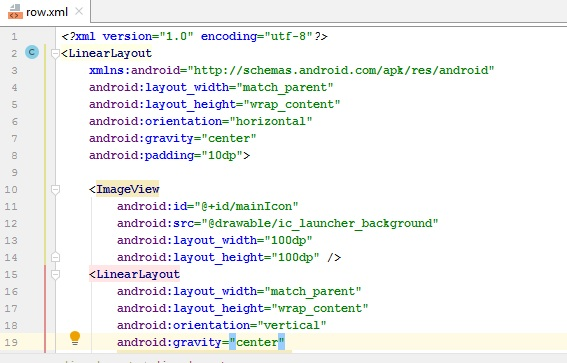 row.xml
1 <?xml version="1.0" encoding="utf-8"?>
2 C <LinearLayout
3 xmlns:android="http://schemas.android.com/apk/res/android"
4 android:layout_width="match_parent"
5 android:layout_height="wrap_content"
6 android:orientation="horizontal"
7 android:gravity="center"
8 android:padding="10dp">
9
10 <ImageView
11 android:id="@+id/mainIcon"
12 android:src="@drawable/ic_launcher_background"
13 android:layout_width="100dp"
14 android:layout_height="100dp" />
15 <LinearLayout
16 android:layout_width="match_parent"
17 android:layout_height="wrap_content"
18 android:orientation="vertical"
19 android:gravity="center"